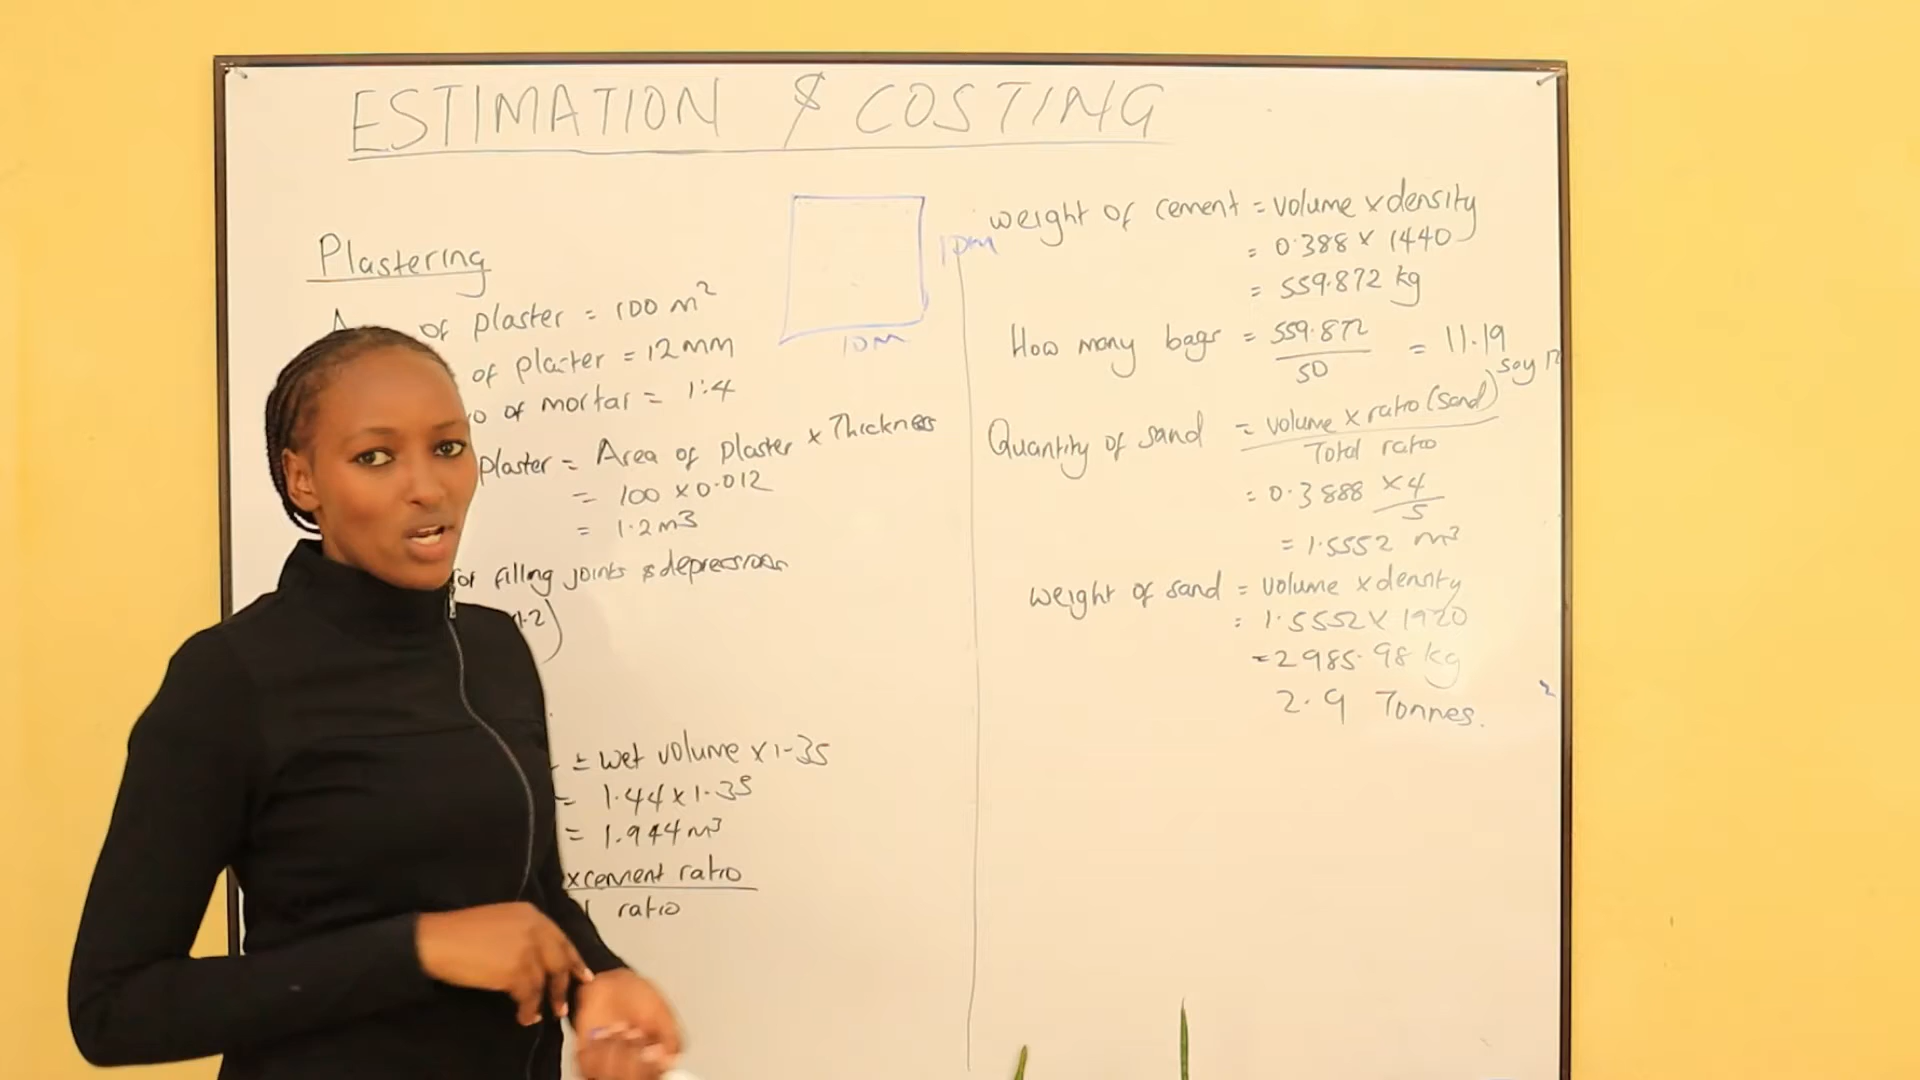 ESTIMATION & COSTING
Plastering
of plaster = 100 m²
of plaster = 12mm
of mortar = 1:4
plaster = Area of plaster × Thickness
= 100 × 0.012
= 1.2m3
for filling joints & depressions
1.2)
= wet volume × 1.35
= 1.44 × 1.35
= 1.944m3
× cement ratio
ratio
10m
10m
weight of cement = volume × density
= 0.388 × 1440
= 559.872 kg
How many bags = 559.872 = 11.19
50
say 12
Quantity of sand = volume × ratio (sand)
Total ratio
= 0.3888 × 4
5
= 1.5552 m3
weight of sand = volume × density
= 1.5552 × 1920
= 2985.98 kg
2.9 Tonnes.